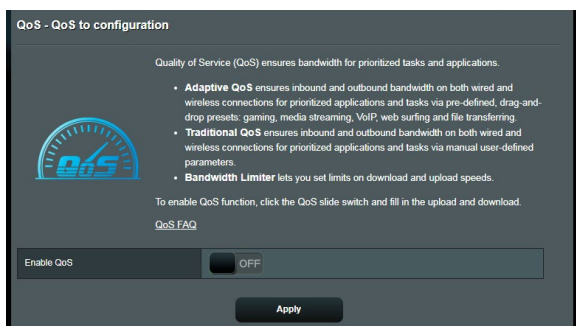 QoS - QoS to configuration
Quality of Service (QoS) ensures bandwidth for prioritized tasks and applications.
• Adaptive QoS ensures inbound and outbound bandwidth on both wired and
wireless connections for prioritized applications and tasks via pre-defined, drag-and-
drop presets: gaming, media streaming, VoIP, web surfing and file transferring.
• Traditional QoS ensures inbound and outbound bandwidth on both wired and
wireless connections for prioritized applications and tasks via manual user-defined
parameters.
• Bandwidth Limiter lets you set limits on download and upload speeds.
QoS
To enable QoS function, click the QoS slide switch and fill in the upload and download.
QoS FAQ
Enable QoS
OFF
Apply